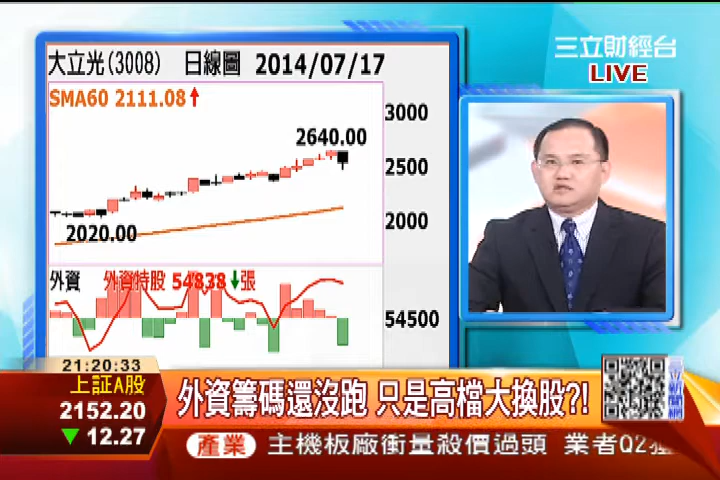 大立光(3008) 日線圖 2014/07/17
SMA60 2111.08↑
2640.00
2020.00
3000
2500
2000
外資 外資持股 54838↓張
54500
三立財經台
LIVE
21:20:33
上証A股
2152.20
▼ 12.27
外資籌碼還沒跑 只是高檔大換股?!
產業 主機板廠衡量殺價過頭 業者Q2獲